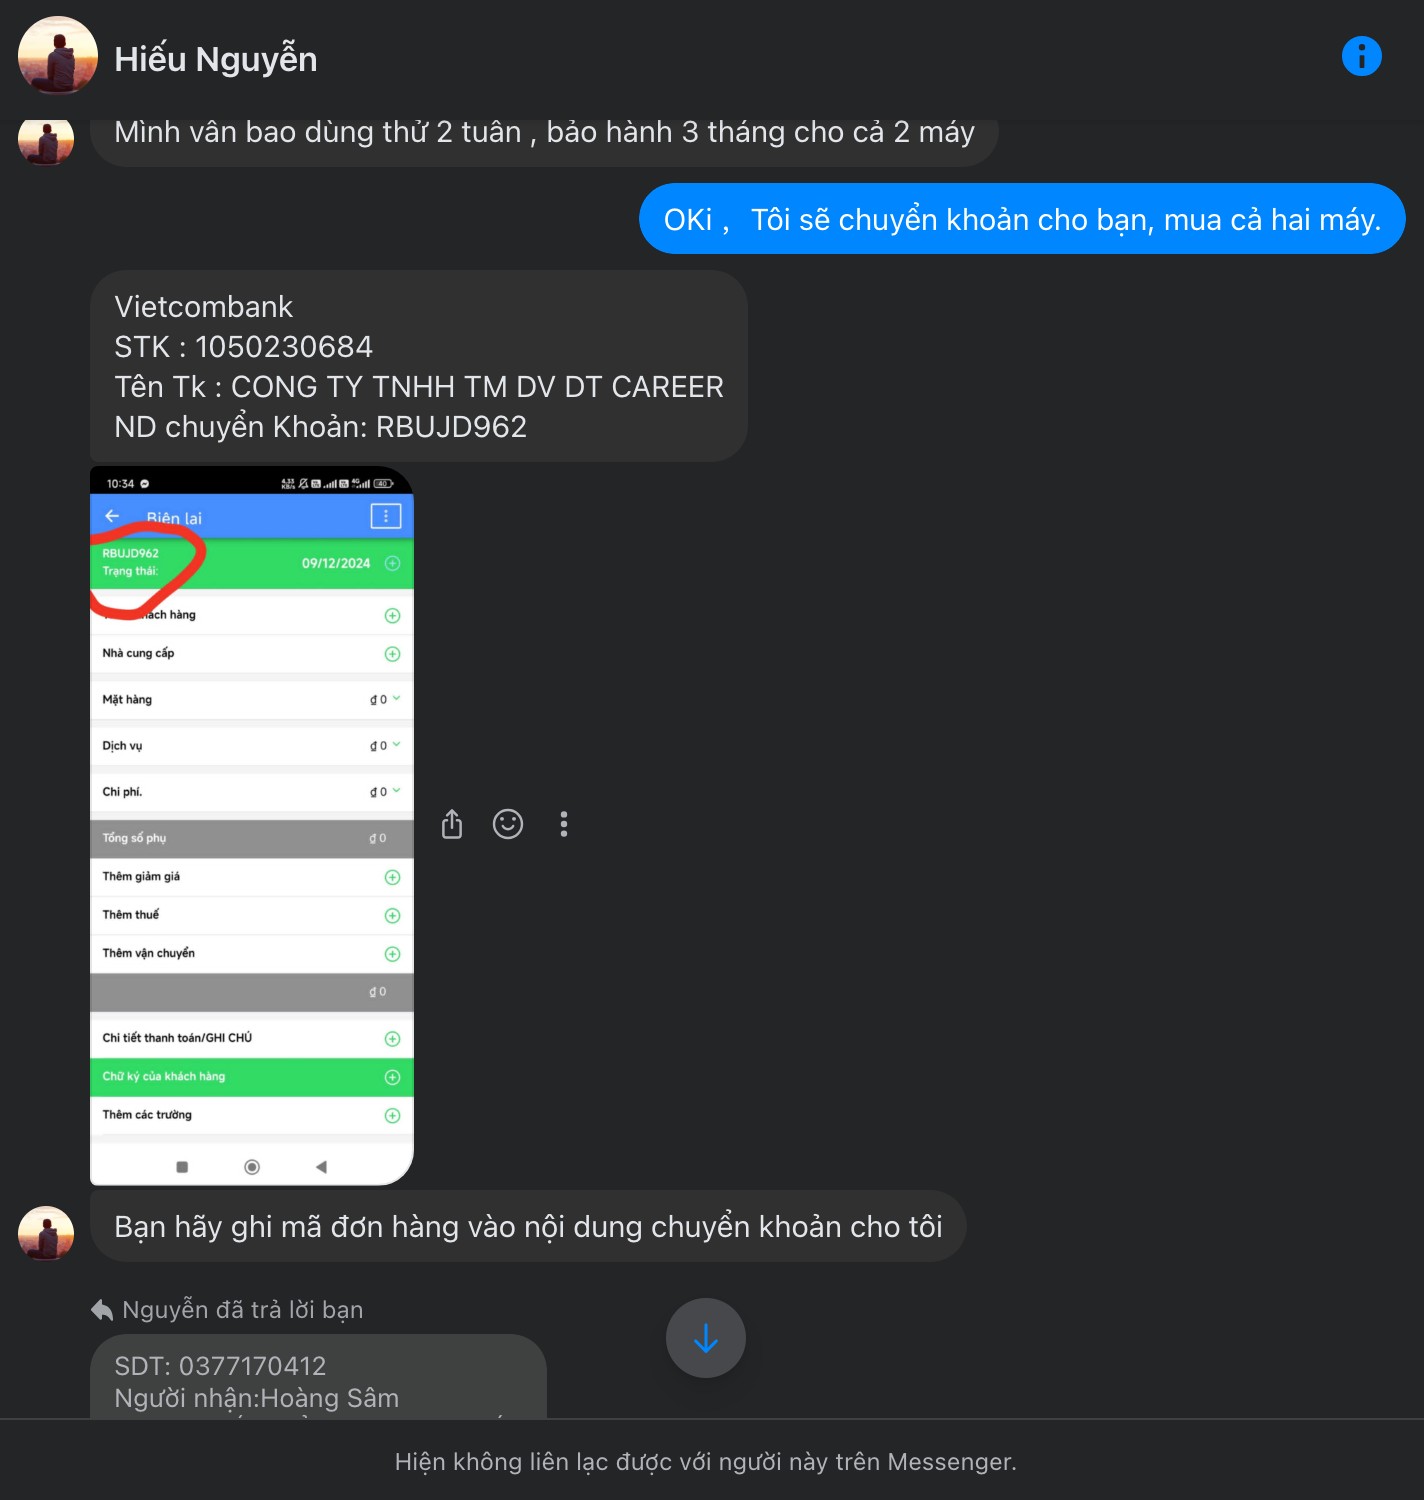 Hiếu Nguyễn
Mình vẫn bao dùng thử 2 tuần , bảo hành 3 tháng cho cả 2 máy
OKi ， Tôi sẽ chuyển khoản cho bạn, mua cả hai máy.
Vietcombank
STK : 1050230684
Tên Tk : CONG TY TNHH TM DV DT CAREER
ND chuyển Khoản: RBUJD962
10:34
Biên lai
RBUJD962
09/12/2024
Trạng thái:
hách hàng
Nhà cung cấp
Mặt hàng ₫ 0
Dịch vụ ₫ 0
Chi phí. ₫ 0
Tổng số phụ ₫ 0
Thêm giảm giá
Thêm thuế
Thêm vận chuyển
₫ 0
Chi tiết thanh toán/GHI CHÚ
Chữ ký của khách hàng
Thêm các trường
Bạn hãy ghi mã đơn hàng vào nội dung chuyển khoản cho tôi
Nguyễn đã trả lời bạn
SDT: 0377170412
Người nhận:Hoàng Sâm
Hiện không liên lạc được với người này trên Messenger.